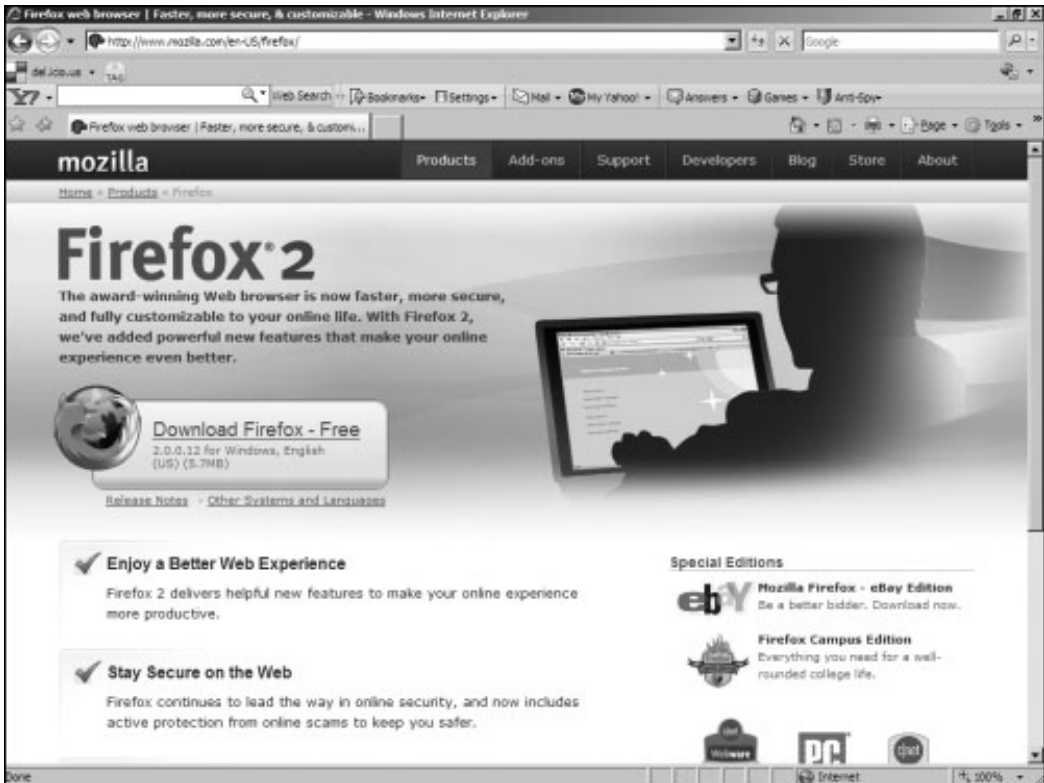 Firefox web browser | Faster, more secure, & customizable - Windows Internet Explorer
http://www.mozilla.com/en-US/firefox/
Google
del.icio.us
TAG
Y7 -
Web Search
Bookmarks
Settings
Mail
My Yahoo!
Answers
Games
Anti-Spy
Firefox web browser | Faster, more secure, & customi...
Page
Tools
mozilla
Products
Add-ons
Support
Developers
Blog
Store
About
Home » Products » Firefox
Firefox® 2
The award-winning Web browser is now faster, more secure,
and fully customizable to your online life. With Firefox 2,
we've added powerful new features that make your online
experience even better.
Download Firefox - Free
2.0.0.12 for Windows, English
(US) (5.7MB)
Release Notes - Other Systems and Languages
Enjoy a Better Web Experience
Firefox 2 delivers helpful new features to make your online experience
more productive.
Stay Secure on the Web
Firefox continues to lead the way in online security, and now includes
active protection from online scams to keep you safer.
Special Editions
ebY
Mozilla Firefox - eBay Edition
Be a better bidder. Download now.
Firefox Campus Edition
Everything you need for a well-
rounded college life.
Webware
PC
cnet
Done
Internet
100%